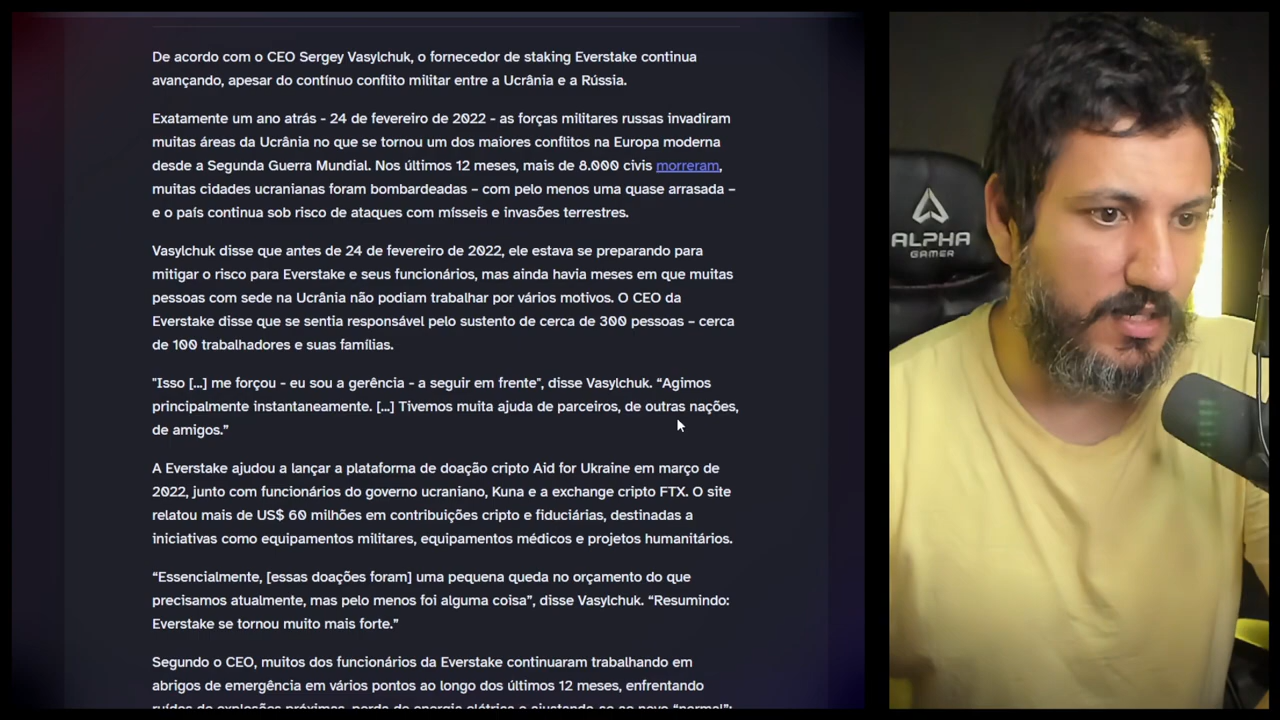 De acordo com o CEO Sergey Vasylchuk, o fornecedor de staking Everstake continua
avançando, apesar do contínuo conflito militar entre a Ucrânia e a Rússia.
Exatamente um ano atrás - 24 de fevereiro de 2022 - as forças militares russas invadiram
muitas áreas da Ucrânia no que se tornou um dos maiores conflitos na Europa moderna
desde a Segunda Guerra Mundial. Nos últimos 12 meses, mais de 8.000 civis morreram,
muitas cidades ucranianas foram bombardeadas – com pelo menos uma quase arrasada –
e o país continua sob risco de ataques com mísseis e invasões terrestres.
Vasylchuk disse que antes de 24 de fevereiro de 2022, ele estava se preparando para
mitigar o risco para Everstake e seus funcionários, mas ainda havia meses em que muitas
pessoas com sede na Ucrânia não podiam trabalhar por vários motivos. O CEO da
Everstake disse que se sentia responsável pelo sustento de cerca de 300 pessoas – cerca
de 100 trabalhadores e suas famílias.
"Isso [...] me forçou - eu sou a gerência - a seguir em frente", disse Vasylchuk. “Agimos
principalmente instantaneamente. [...] Tivemos muita ajuda de parceiros, de outras nações,
de amigos.”
A Everstake ajudou a lançar a plataforma de doação cripto Aid for Ukraine em março de
2022, junto com funcionários do governo ucraniano, Kuna e a exchange cripto FTX. O site
relatou mais de US$ 60 milhões em contribuições cripto e fiduciárias, destinadas a
iniciativas como equipamentos militares, equipamentos médicos e projetos humanitários.
“Essencialmente, [essas doações foram] uma pequena queda no orçamento do que
precisamos atualmente, mas pelo menos foi alguma coisa”, disse Vasylchuk. “Resumindo:
Everstake se tornou muito mais forte.”
Segundo o CEO, muitos dos funcionários da Everstake continuaram trabalhando em
abrigos de emergência em vários pontos ao longo dos últimos 12 meses, enfrentando
ALPHA
GAMER